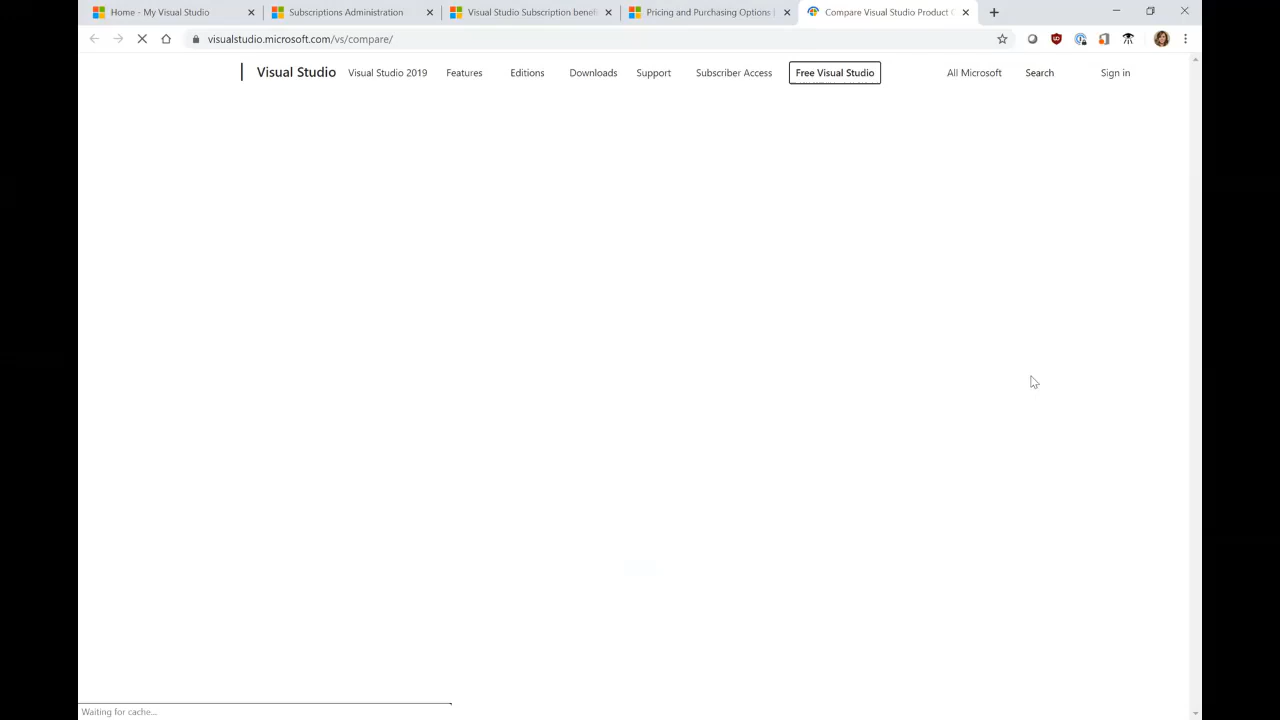 Home - My Visual Studio
Subscriptions Administration
Visual Studio Subscription benefi
Pricing and Purchasing Options
Compare Visual Studio Product
visualstudio.microsoft.com/vs/compare/
Visual Studio Visual Studio 2019 Features Editions Downloads Support Subscriber Access Free Visual Studio All Microsoft Search Sign in
Waiting for cache...